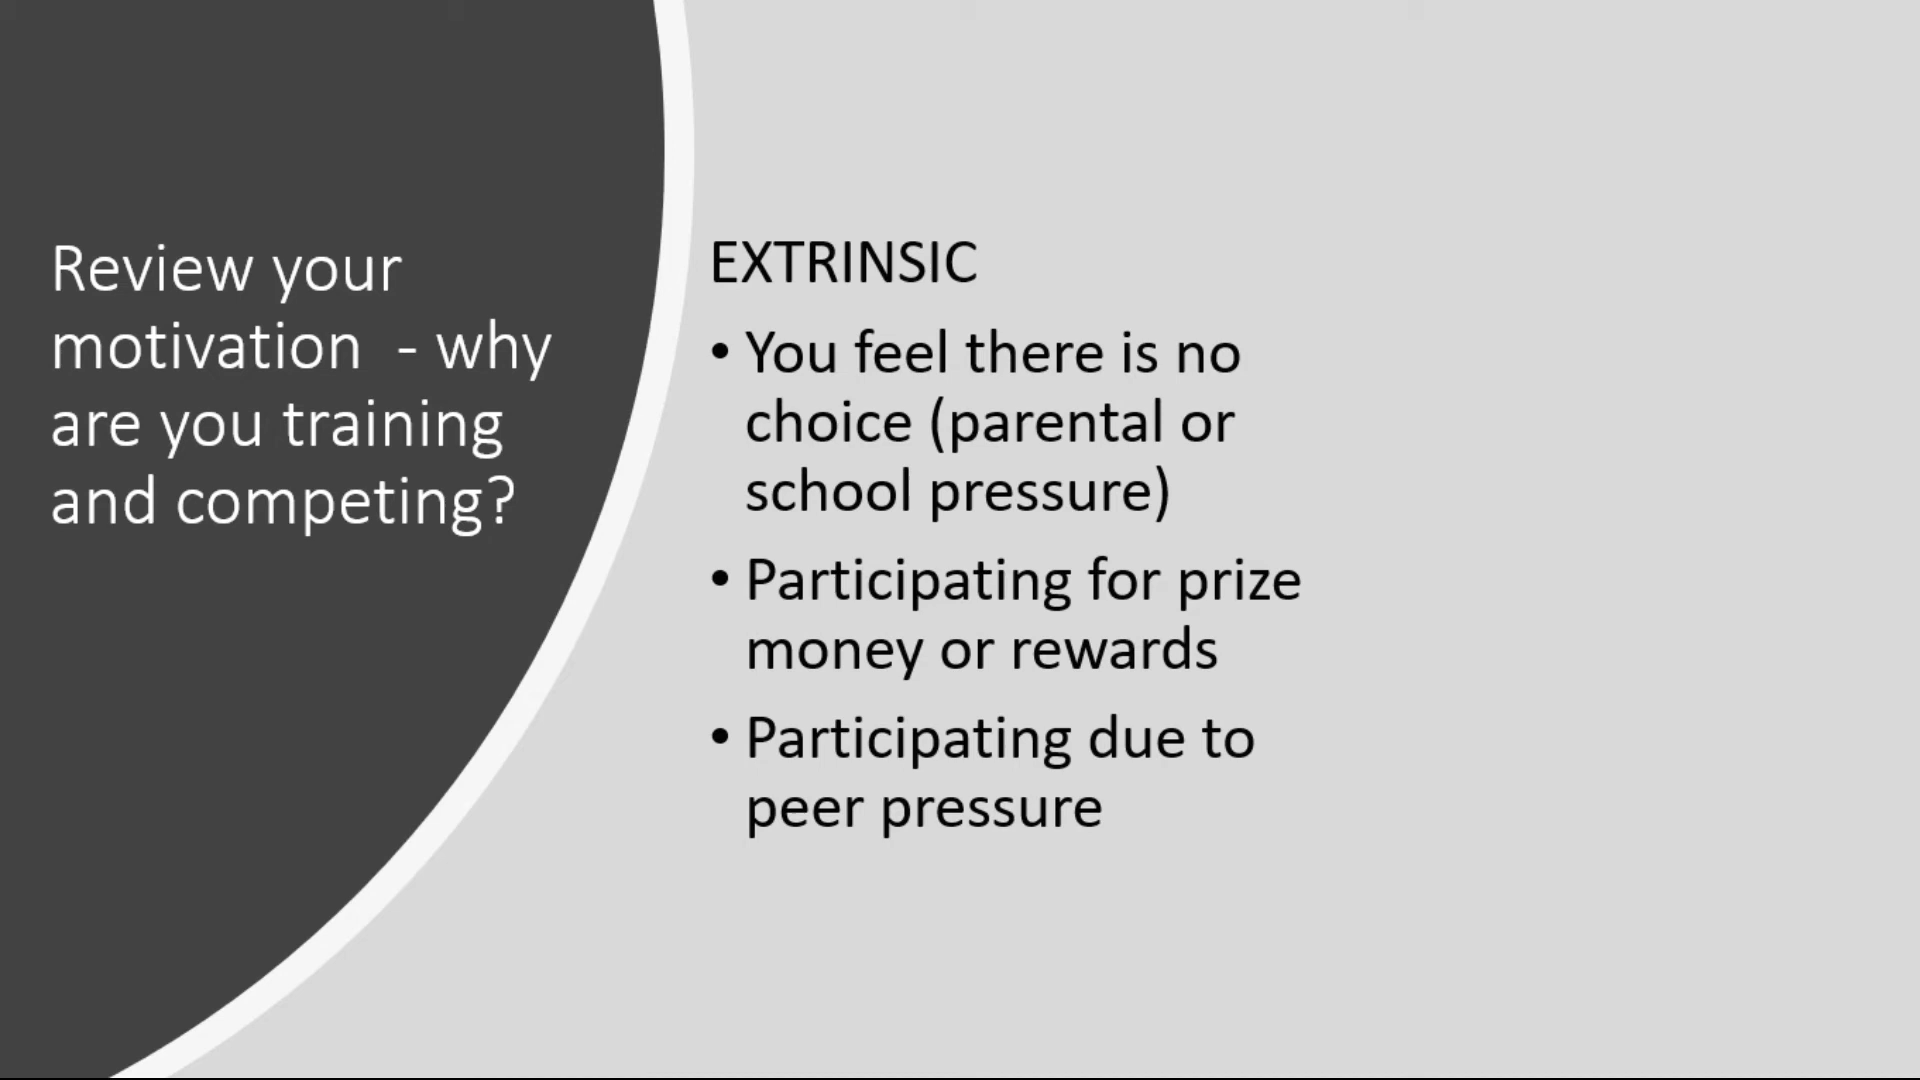 Review your
motivation  - why
are you training
and competing?
EXTRINSIC
• You feel there is no
choice (parental or
school pressure)
• Participating for prize
money or rewards
• Participating due to
peer pressure